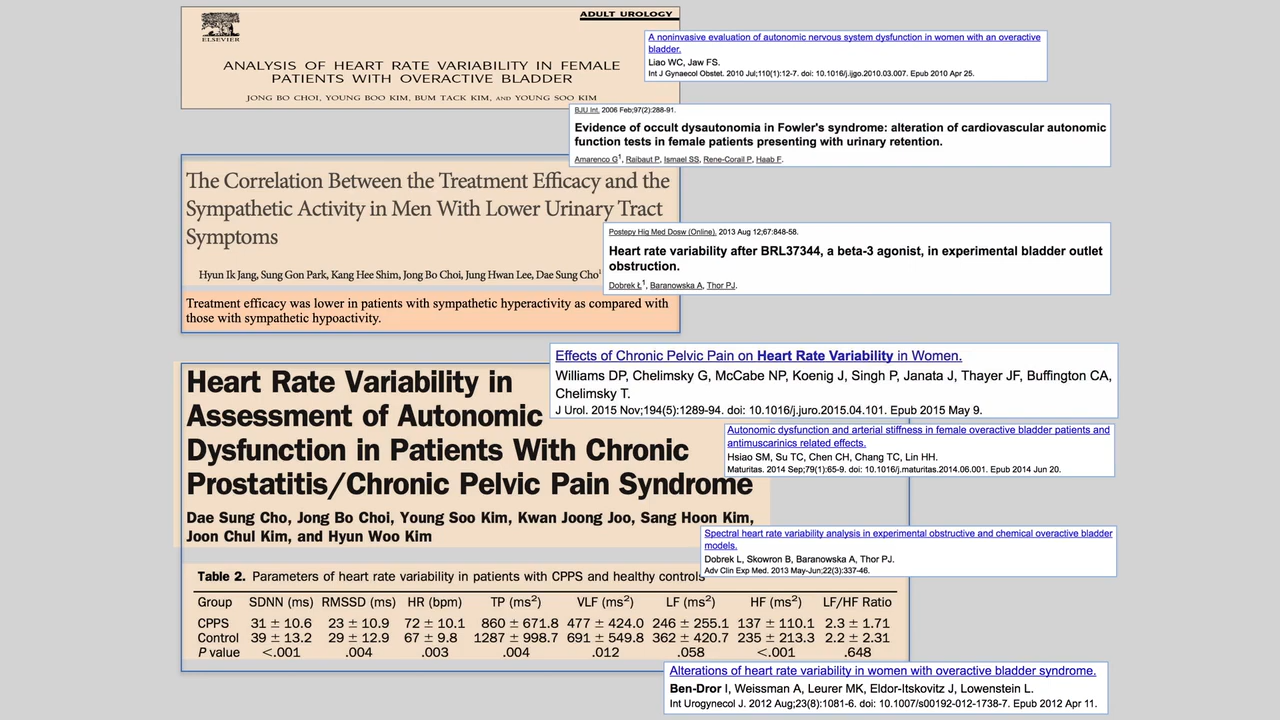 ADULT UROLOGY
ELSEVIER
ANALYSIS OF HEART RATE VARIABILITY IN FEMALE
PATIENTS WITH OVERACTIVE BLADDER
JONG BO CHOI, YOUNG BOO KIM, BUM TACK KIM, AND YOUNG SOO KIM
A noninvasive evaluation of autonomic nervous system dysfunction in women with an overactive
bladder.
Liao WC, Jaw FS.
Int J Gynaecol Obstet. 2010 Jul;110(1):12-7. doi: 10.1016/j.ijgo.2010.03.007. Epub 2010 Apr 25.
BJU Int. 2006 Feb;97(2):288-91.
Evidence of occult dysautonomia in Fowler's syndrome: alteration of cardiovascular autonomic
function tests in female patients presenting with urinary retention.
Amarenco G1, Raibaut P, Ismael SS, Rene-Corail P, Haab F.
The Correlation Between the Treatment Efficacy and the
Sympathetic Activity in Men With Lower Urinary Tract
Symptoms
Hyun Ik Jang, Sung Gon Park, Kang Hee Shim, Jong Bo Choi, Jung Hwan Lee, Dae Sung Cho1
Treatment efficacy was lower in patients with sympathetic hyperactivity as compared with
those with sympathetic hypoactivity.
Postepy Hig Med Dosw (Online). 2013 Aug 12;67:848-58.
Heart rate variability after BRL37344, a beta-3 agonist, in experimental bladder outlet
obstruction.
Dobrek Ł1, Baranowska A, Thor PJ.
Effects of Chronic Pelvic Pain on Heart Rate Variability in Women.
Williams DP, Chelimsky G, McCabe NP, Koenig J, Singh P, Janata J, Thayer JF, Buffington CA,
Chelimsky T.
J Urol. 2015 Nov;194(5):1289-94. doi: 10.1016/j.juro.2015.04.101. Epub 2015 May 9.
Heart Rate Variability in
Assessment of Autonomic
Dysfunction in Patients With Chronic
Prostatitis/Chronic Pelvic Pain Syndrome
Dae Sung Cho, Jong Bo Choi, Young Soo Kim, Kwan Joong Joo, Sang Hoon Kim,
Joon Chul Kim, and Hyun Woo Kim
Autonomic dysfunction and arterial stiffness in female overactive bladder patients and
antimuscarinics related effects.
Hsiao SM, Su TC, Chen CH, Chang TC, Lin HH.
Maturitas. 2014 Sep;79(1):65-9. doi: 10.1016/j.maturitas.2014.06.001. Epub 2014 Jun 20.
Spectral heart rate variability analysis in experimental obstructive and chemical overactive bladder
models.
Dobrek L, Skowron B, Baranowska A, Thor PJ.
Adv Clin Exp Med. 2013 May-Jun;22(3):337-46.
Table 2. Parameters of heart rate variability in patients with CPPS and healthy controls
Group SDNN (ms) RMSSD (ms) HR (bpm) TP (ms2) VLF (ms2) LF (ms2) HF (ms2) LF/HF Ratio
CPPS 31 ± 10.6 23 ± 10.9 72 ± 10.1 860 ± 671.8 477 ± 424.0 246 ± 255.1 137 ± 110.1 2.3 ± 1.71
Control 39 ± 13.2 29 ± 12.9 67 ± 9.8 1287 ± 998.7 691 ± 549.8 362 ± 420.7 235 ± 213.3 2.2 ± 2.31
P value <.001 .004 .003 .004 .012 .058 <.001 .648
Alterations of heart rate variability in women with overactive bladder syndrome.
Ben-Dror I, Weissman A, Leurer MK, Eldor-Itskovitz J, Lowenstein L.
Int Urogynecol J. 2012 Aug;23(8):1081-6. doi: 10.1007/s00192-012-1738-7. Epub 2012 Apr 11.